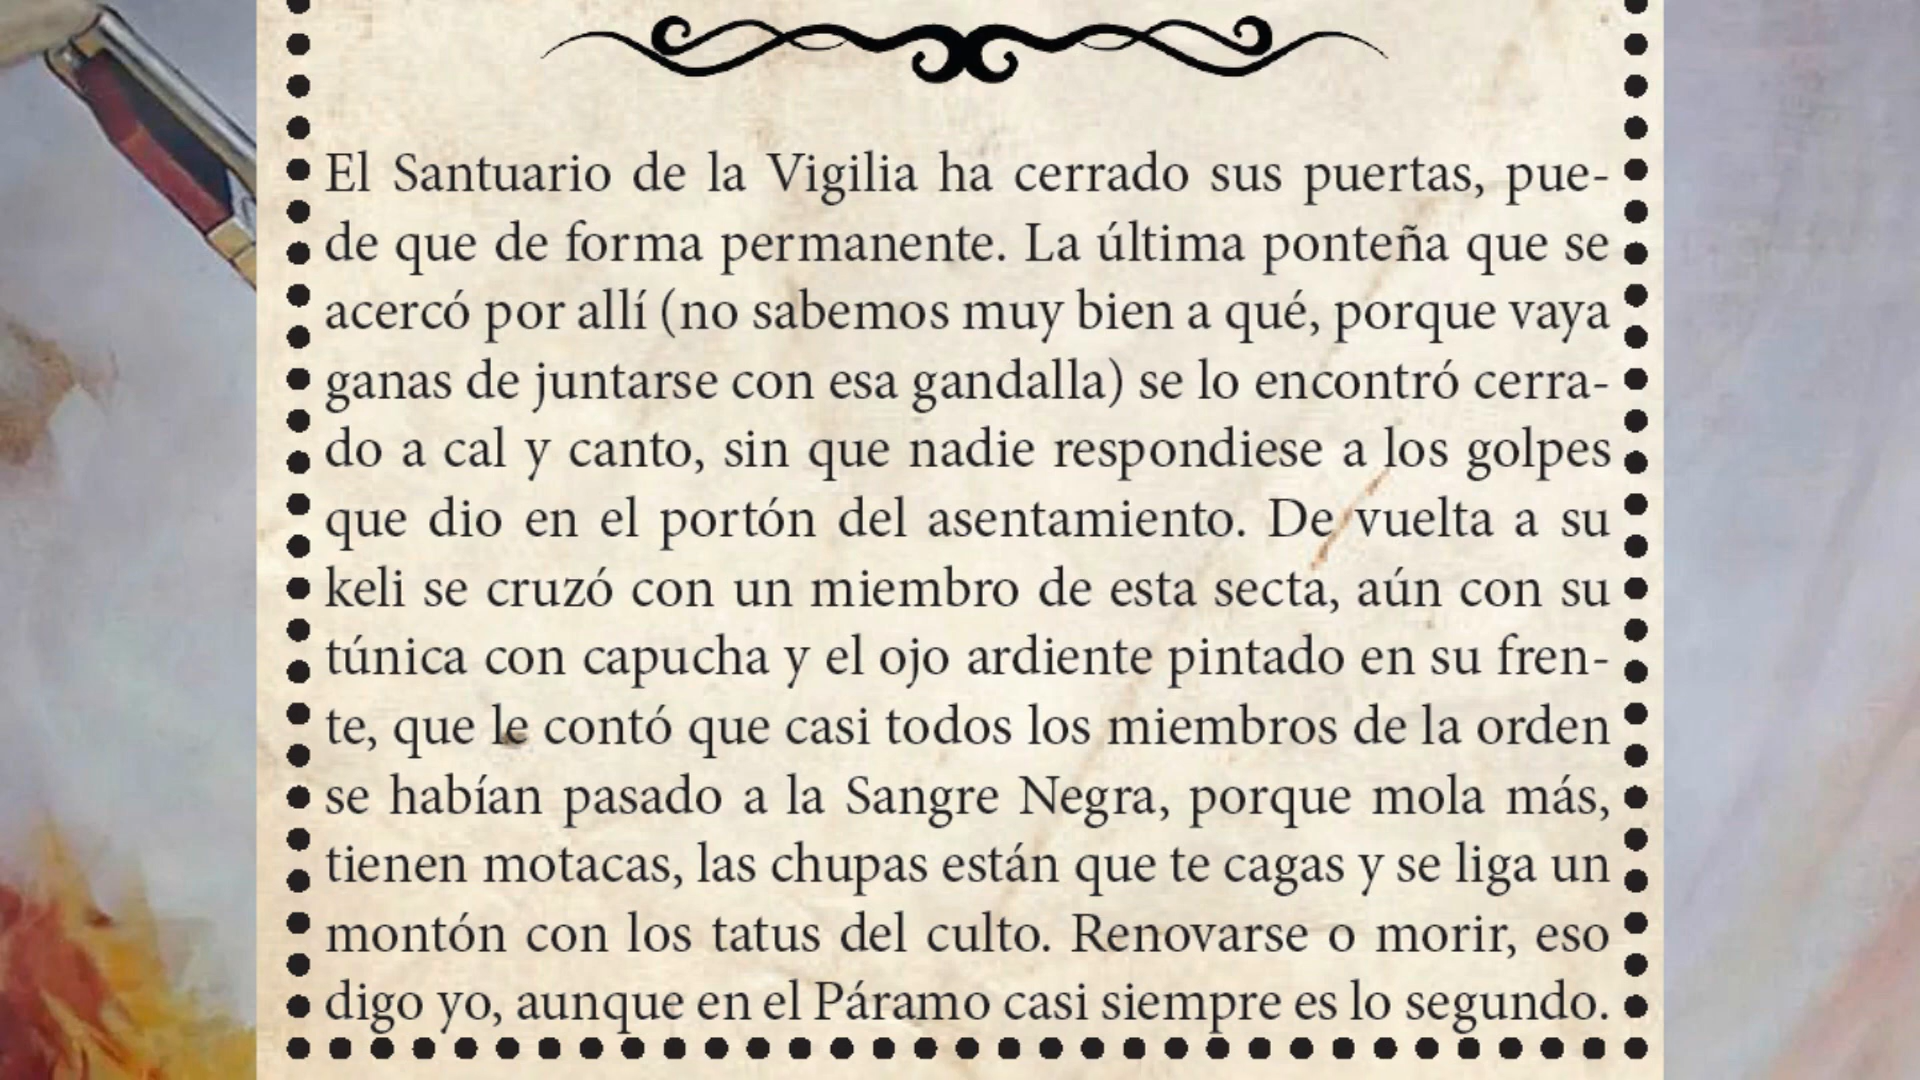 El Santuario de la Vigilia ha cerrado sus puertas, pue-
de que de forma permanente. La última ponteña que se
acercó por allí (no sabemos muy bien a qué, porque vaya
ganas de juntarse con esa gandalla) se lo encontró cerra-
do a cal y canto, sin que nadie respondiese a los golpes
que dio en el portón del asentamiento. De vuelta a su
keli se cruzó con un miembro de esta secta, aún con su
túnica con capucha y el ojo ardiente pintado en su fren-
te, que le contó que casi todos los miembros de la orden
se habían pasado a la Sangre Negra, porque mola más,
tienen motacas, las chupas están que te cagas y se liga un
montón con los tatus del culto. Renovarse o morir, eso
digo yo, aunque en el Páramo casi siempre es lo segundo.